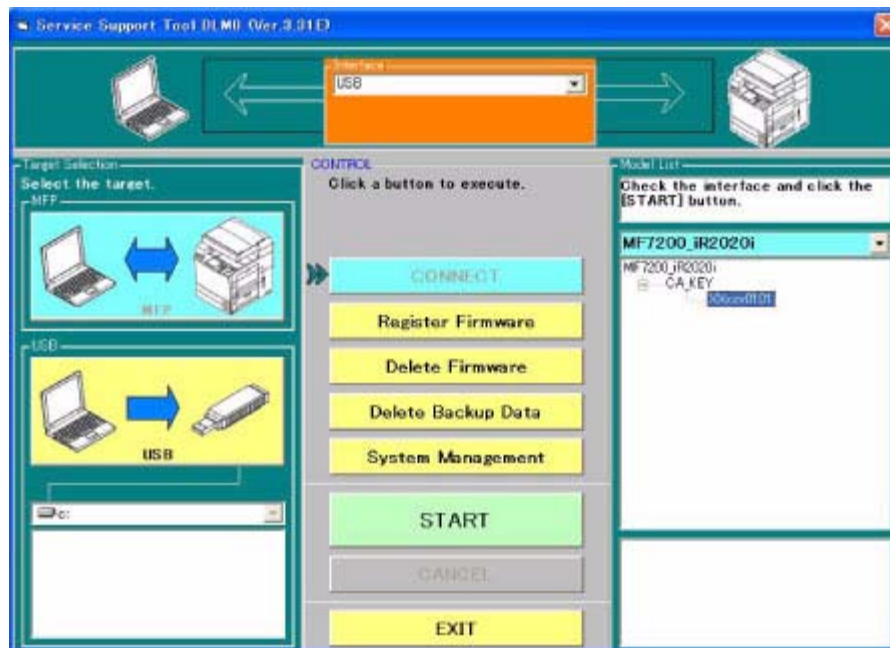 Service Support Tool DLM0 (Ver.3.31E)
Interface
USB
Target Selection
Select the target.
MFP
MFP
USB
USB
c:
CONTROL
Click a button to execute.
CONNECT
Register Firmware
Delete Firmware
Delete Backup Data
System Management
START
CANCEL
EXIT
Model List
Check the interface and click the
[START] button.
MF7200_iR2020i
MF7200_iR2020i
CA_KEY